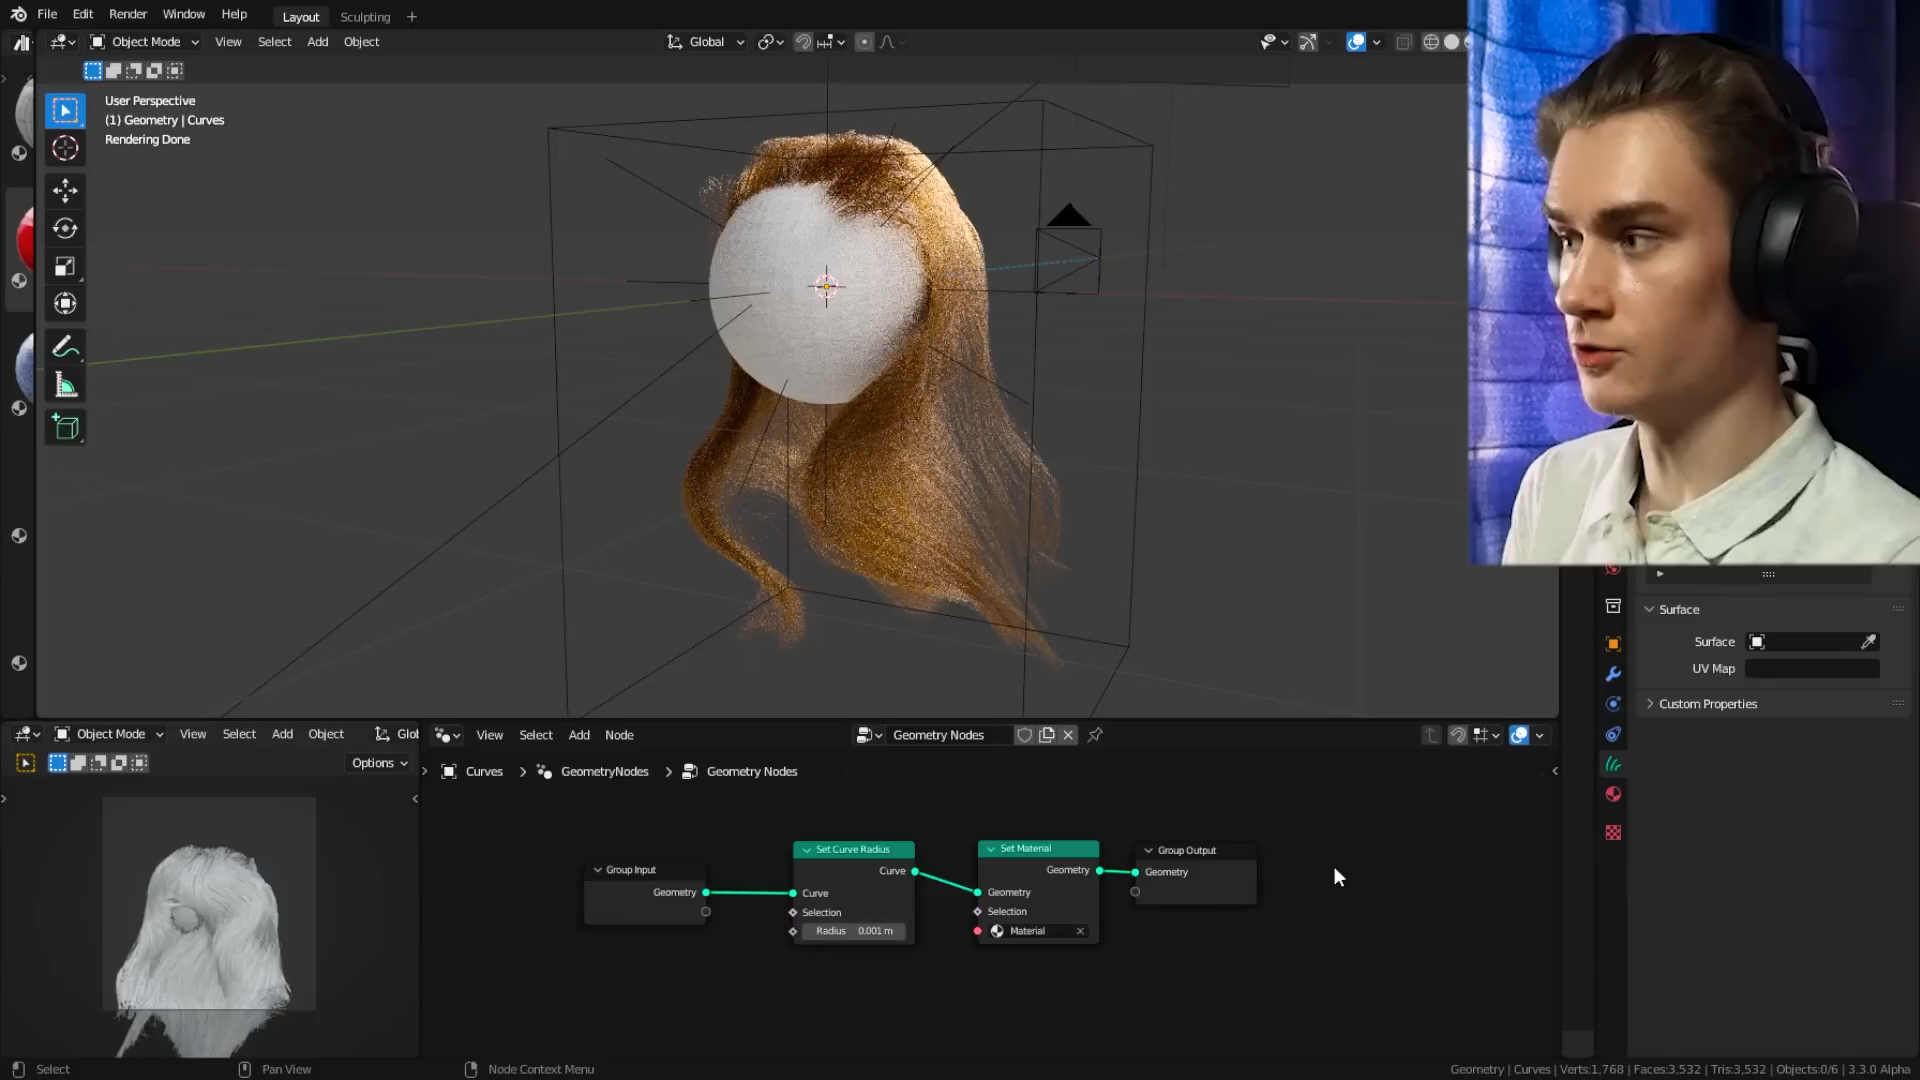 File Edit Render Window Help Layout Sculpting +
Object Mode View Select Add Object Global
User Perspective
(1) Geometry | Curves
Rendering Done
Surface
Surface
UV Map
Custom Properties
Object Mode View Select Add Object Glol
Options
View Select Add Node Geometry Nodes
Curves > GeometryNodes > Geometry Nodes
Group Input
Geometry
Set Curve Radius
Curve
Curve
Selection
Radius 0.001 m
Set Material
Geometry
Geometry
Selection
Material
Group Output
Geometry
Select Pan View Node Context Menu
Geometry | Curves | Verts:1,768 | Faces:3,532 | Tris:3,532 | Objects:0/6 | 3.3.0 Alpha